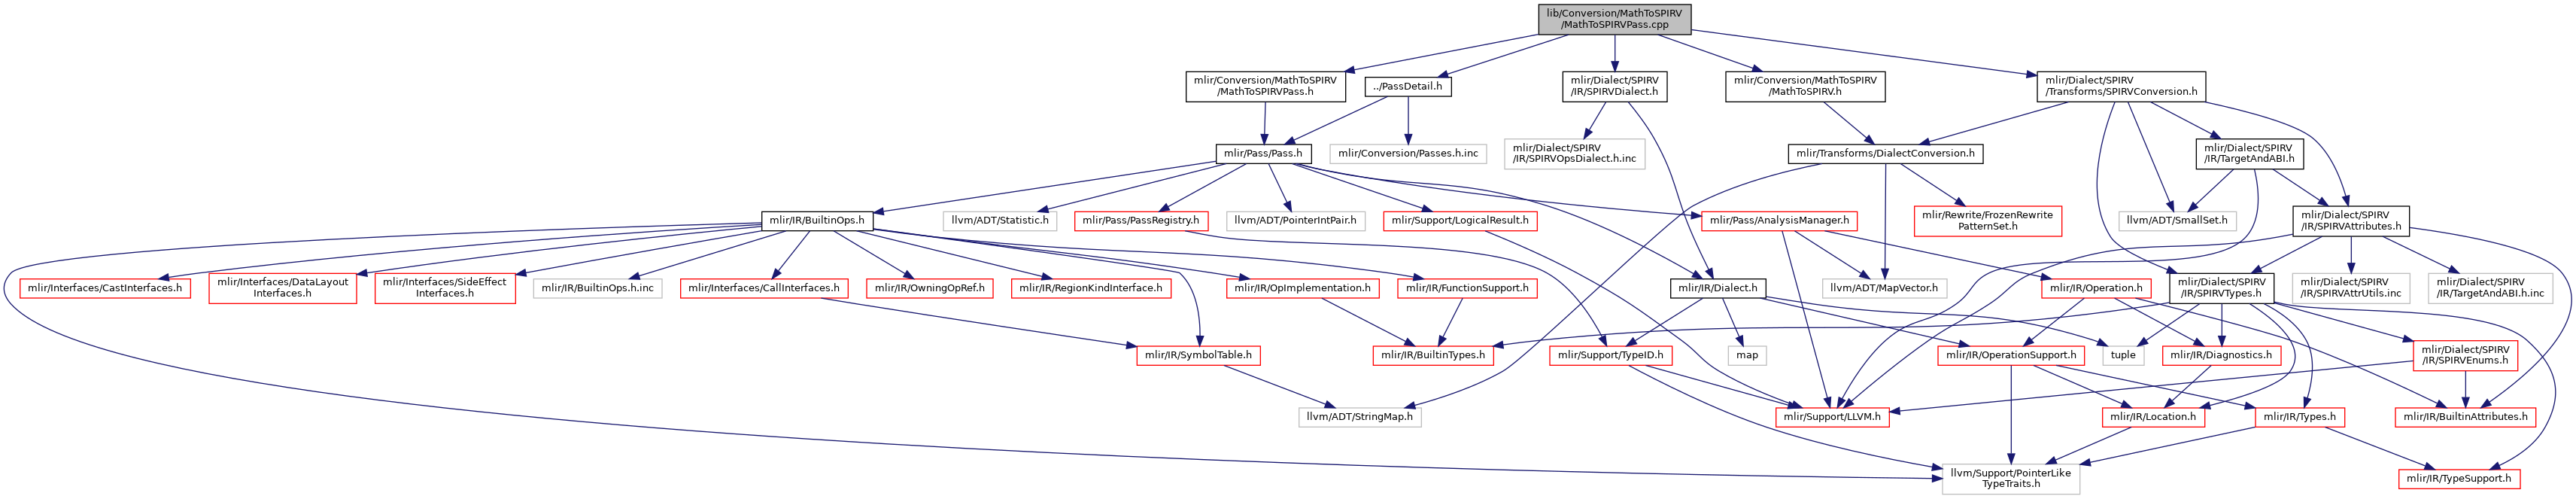 lib/Conversion/MathToSPIRV
/MathToSPIRVPass.cpp
mlir/Conversion/MathToSPIRV
/MathToSPIRVPass.h
../PassDetail.h
mlir/Dialect/SPIRV
/IR/SPIRVDialect.h
mlir/Conversion/MathToSPIRV
/MathToSPIRV.h
mlir/Dialect/SPIRV
/Transforms/SPIRVConversion.h
mlir/Pass/Pass.h
mlir/Conversion/Passes.h.inc
mlir/Dialect/SPIRV
/IR/SPIRVOpsDialect.h.inc
mlir/Transforms/DialectConversion.h
mlir/Dialect/SPIRV
/IR/TargetAndABI.h
mlir/IR/BuiltinOps.h
llvm/ADT/Statistic.h
mlir/Pass/PassRegistry.h
llvm/ADT/PointerIntPair.h
mlir/Support/LogicalResult.h
mlir/Pass/AnalysisManager.h
mlir/Rewrite/FrozenRewrite
PatternSet.h
llvm/ADT/SmallSet.h
mlir/Dialect/SPIRV
/IR/SPIRVAttributes.h
mlir/Interfaces/CastInterfaces.h
mlir/Interfaces/DataLayout
Interfaces.h
mlir/Interfaces/SideEffect
Interfaces.h
mlir/IR/BuiltinOps.h.inc
mlir/Interfaces/CallInterfaces.h
mlir/IR/OwningOpRef.h
mlir/IR/RegionKindInterface.h
mlir/IR/OpImplementation.h
mlir/IR/FunctionSupport.h
mlir/IR/Dialect.h
llvm/ADT/MapVector.h
mlir/IR/Operation.h
mlir/Dialect/SPIRV
/IR/SPIRVTypes.h
mlir/Dialect/SPIRV
/IR/SPIRVAttrUtils.inc
mlir/Dialect/SPIRV
/IR/TargetAndABI.h.inc
mlir/IR/SymbolTable.h
mlir/IR/BuiltinTypes.h
mlir/Support/TypeID.h
map
mlir/IR/OperationSupport.h
tuple
mlir/IR/Diagnostics.h
mlir/Dialect/SPIRV
/IR/SPIRVEnums.h
llvm/ADT/StringMap.h
mlir/Support/LLVM.h
mlir/IR/Location.h
mlir/IR/Types.h
mlir/IR/BuiltinAttributes.h
llvm/Support/PointerLike
TypeTraits.h
mlir/IR/TypeSupport.h